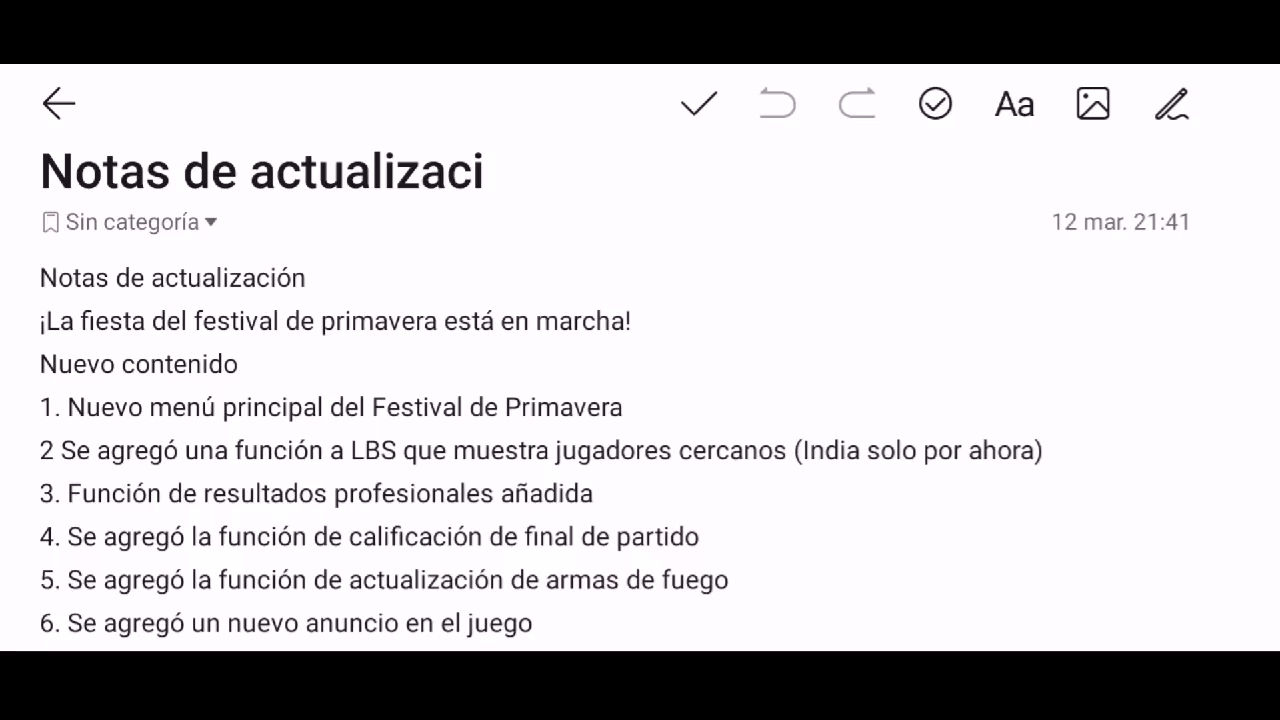 Aa
Notas de actualizaci
Sin categoría
12 mar. 21:41
Notas de actualización
¡La fiesta del festival de primavera está en marcha!
Nuevo contenido
1. Nuevo menú principal del Festival de Primavera
2 Se agregó una función a LBS que muestra jugadores cercanos (India solo por ahora)
3. Función de resultados profesionales añadida
4. Se agregó la función de calificación de final de partido
5. Se agregó la función de actualización de armas de fuego
6. Se agregó un nuevo anuncio en el juego